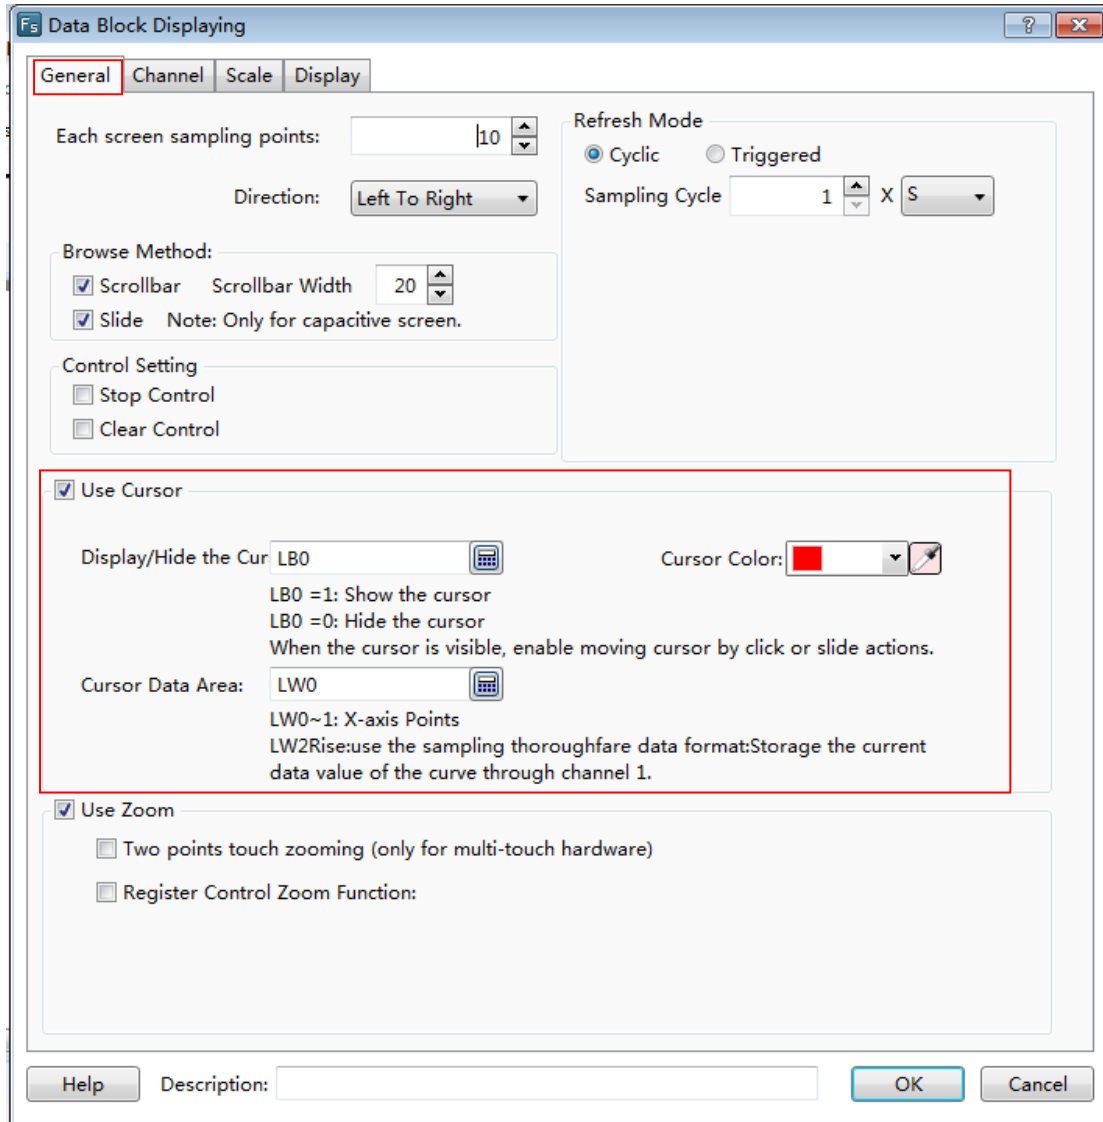 Fs Data Block Displaying
General Channel Scale Display
Each screen sampling points: 10
Direction: Left To Right
Refresh Mode
Cyclic Triggered
Sampling Cycle 1 X S
Browse Method:
Scrollbar Scrollbar Width 20
Slide Note: Only for capacitive screen.
Control Setting
Stop Control
Clear Control
Use Cursor
Display/Hide the Cur LB0 Cursor Color:
LB0 =1: Show the cursor
LB0 =0: Hide the cursor
When the cursor is visible, enable moving cursor by click or slide actions.
Cursor Data Area: LW0
LW0~1: X-axis Points
LW2Rise:use the sampling thoroughfare data format:Storage the current
data value of the curve through channel 1.
Use Zoom
Two points touch zooming (only for multi-touch hardware)
Register Control Zoom Function:
Help Description: OK Cancel